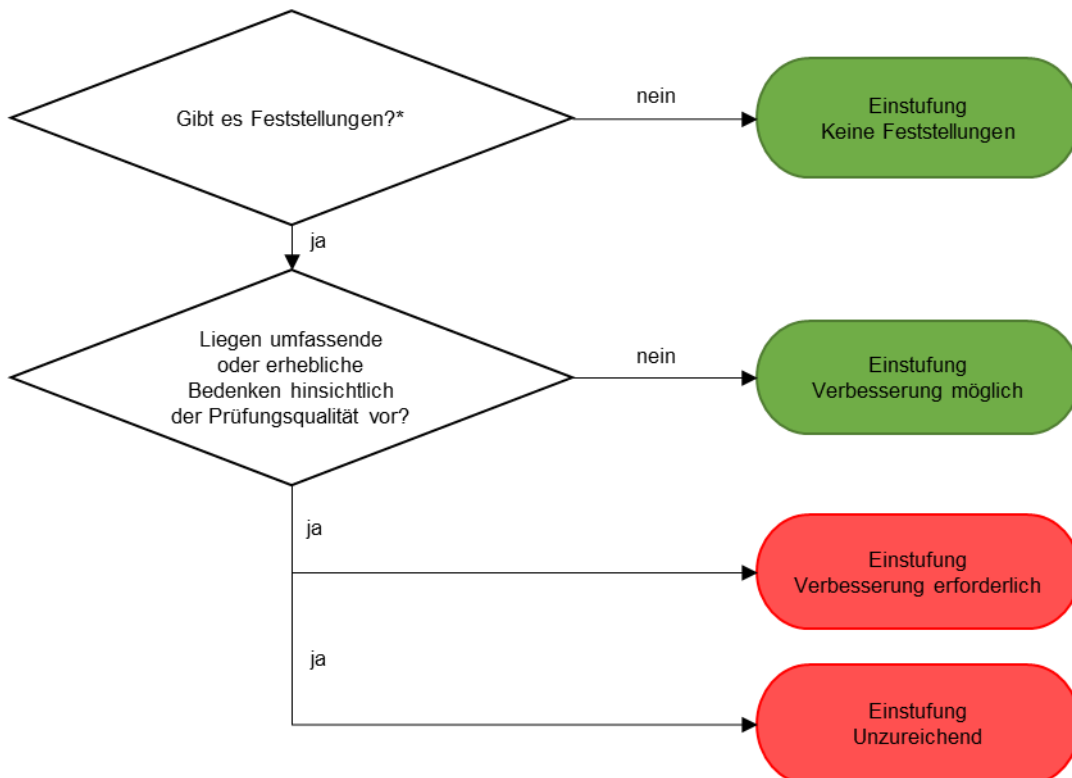 Gibt es Feststellungen?*
nein
Einstufung
Keine Feststellungen
ja
Liegen umfassende
oder erhebliche
Bedenken hinsichtlich
der Prüfungsqualität vor?
nein
Einstufung
Verbesserung möglich
ja
Einstufung
Verbesserung erforderlich
ja
Einstufung
Unzureichend